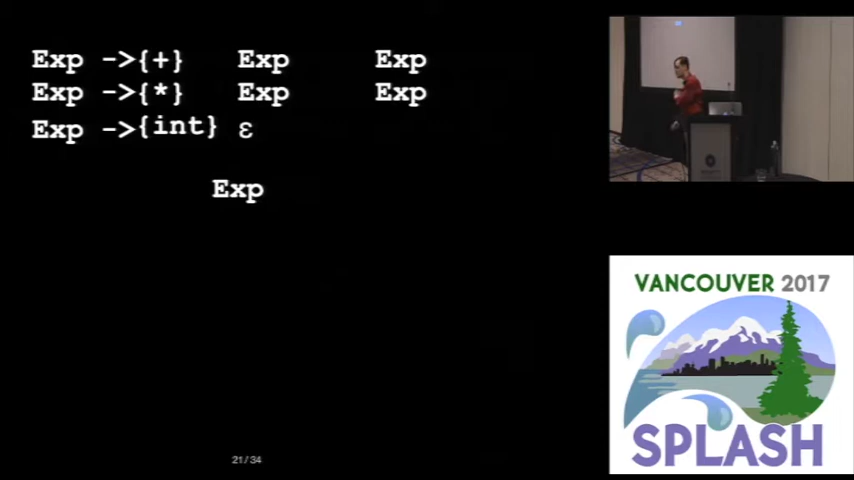 Exp ->{+} Exp Exp
Exp ->{*} Exp Exp
Exp ->{int} ε
Exp
21/34
VANCOUVER 2017
SPLASH